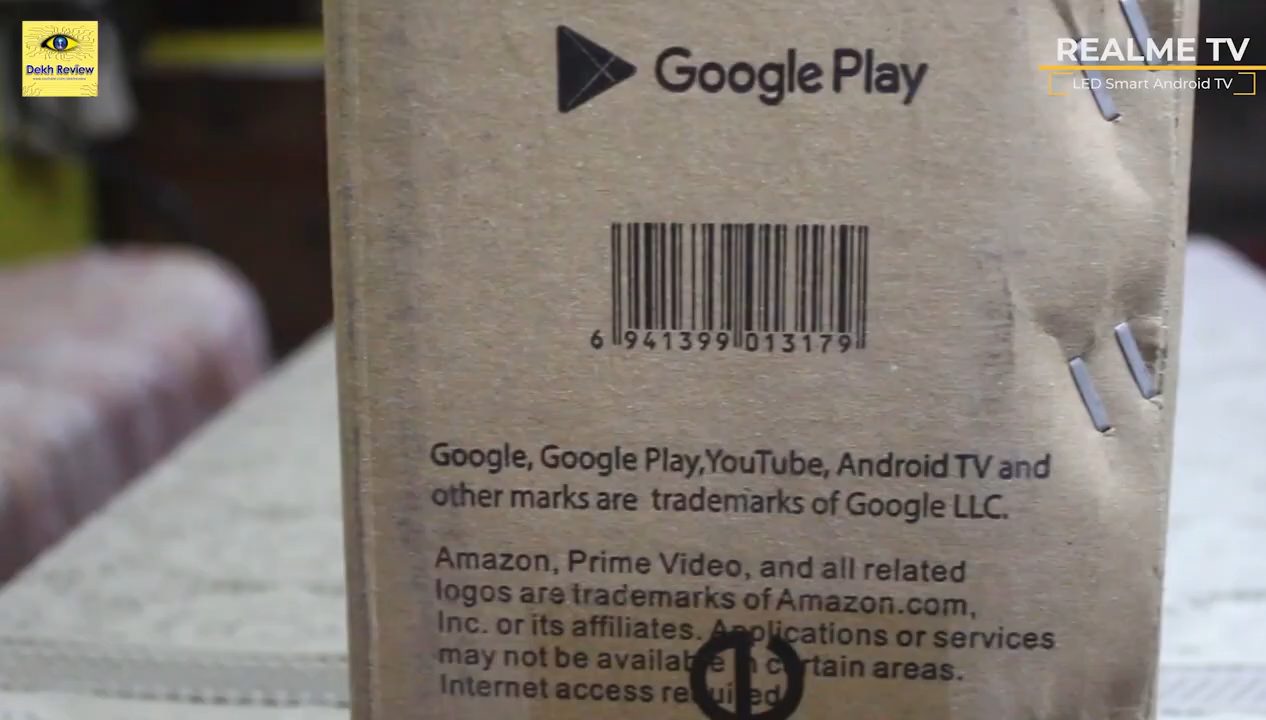 Dekh Review
REALME TV
LED Smart Android TV
Google Play
6 941399 013179
Google, Google Play,YouTube, Android TV and
other marks are trademarks of Google LLC.
Amazon, Prime Video, and all related
logos are trademarks of Amazon.com,
Inc. or its affiliates. Applications or services
may not be available in certain areas.
Internet access required